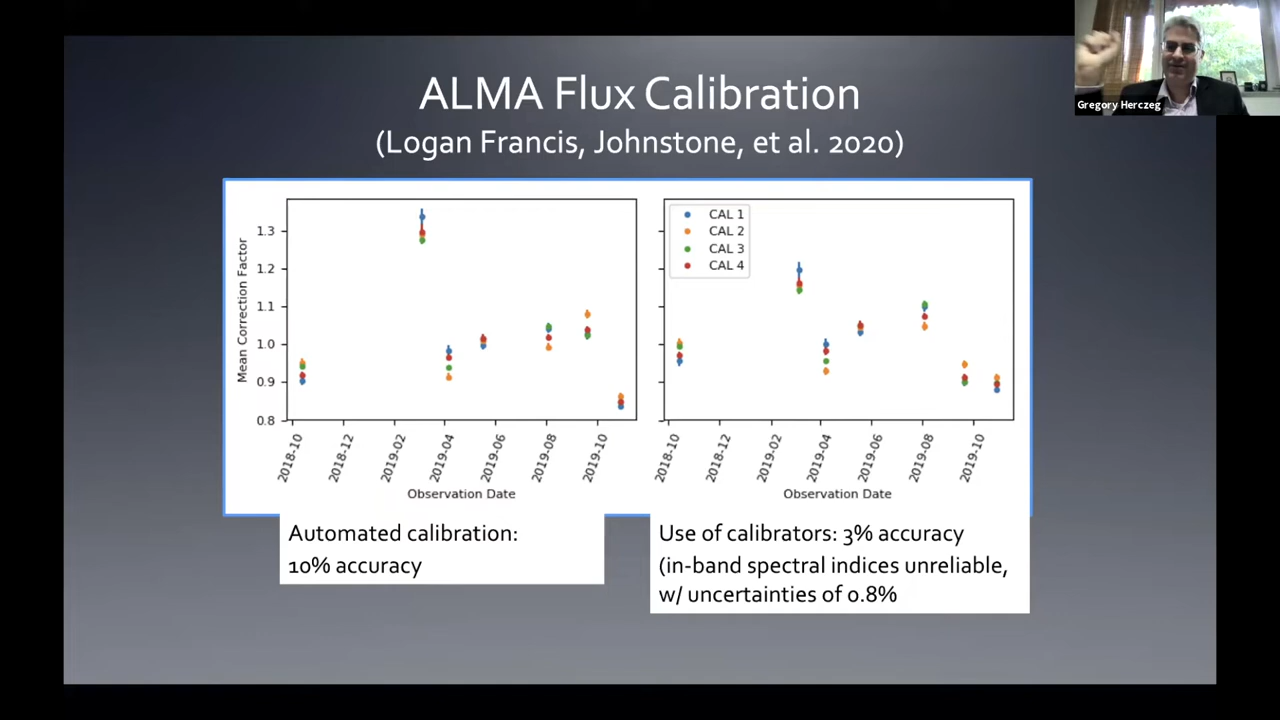 ALMA Flux Calibration
(Logan Francis, Johnstone, et al. 2020)
Gregory Herczeg
Mean Correction Factor
1.3
1.2
1.1
1.0
0.9
0.8
2018-10
2018-12
2019-02
2019-04
2019-06
2019-08
2019-10
Observation Date
CAL 1
CAL 2
CAL 3
CAL 4
2018-10
2018-12
2019-02
2019-04
2019-06
2019-08
2019-10
Observation Date
Automated calibration:
10% accuracy
Use of calibrators: 3% accuracy
(in-band spectral indices unreliable,
w/ uncertainties of 0.8%